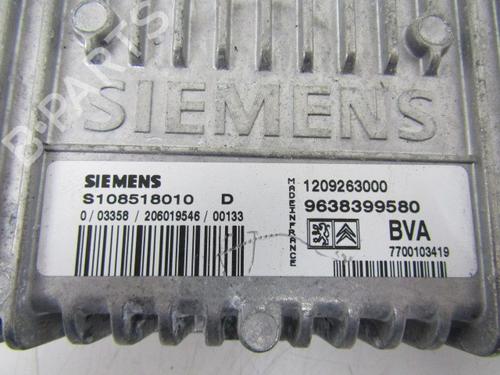 SIEMENS
SIEMENS
S108518010 D
0 / 03358 / 206019546 / 00133
MADE IN FRANCE
1209263000
9638399580
BVA
7700103419
B-PARTS